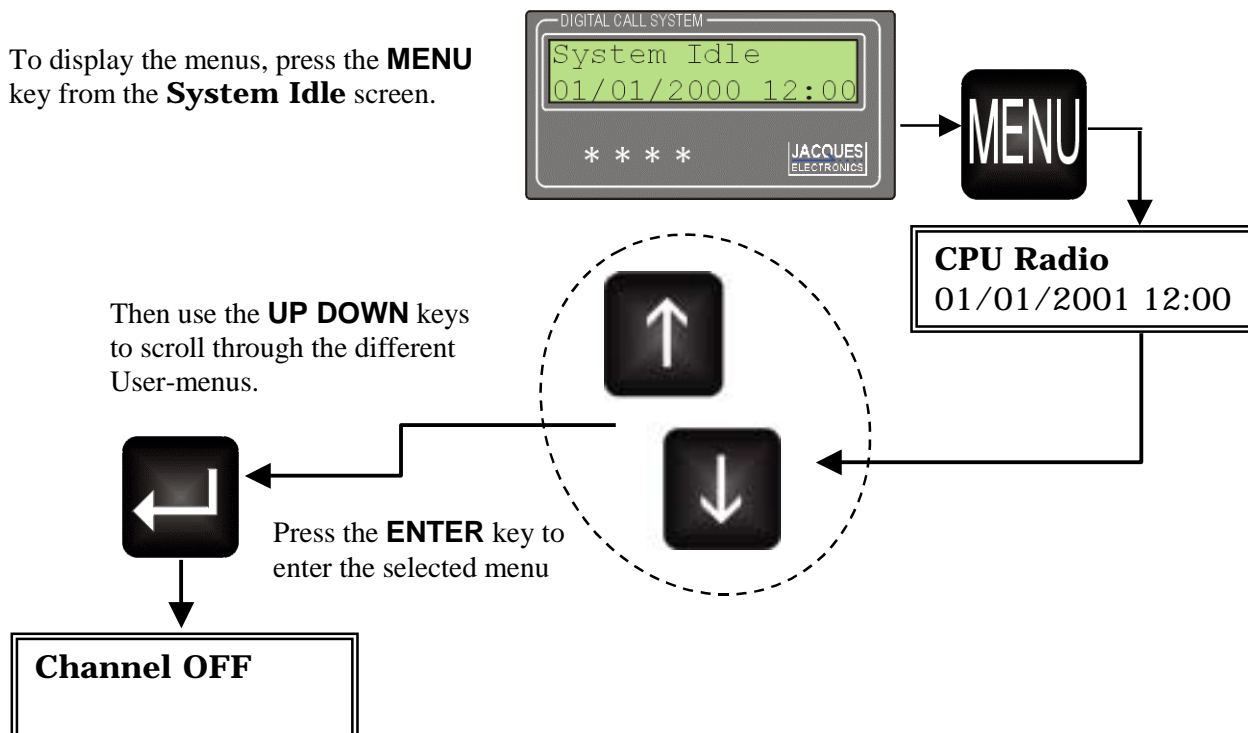 To display the menus, press the MENU
key from the System Idle screen.
DIGITAL CALL SYSTEM
System Idle
01/01/2000 12:00
* * * *
JACQUES
ELECTRONICS
MENU
CPU Radio
01/01/2001 12:00
Then use the UP DOWN keys
to scroll through the different
User-menus.
Press the ENTER key to
enter the selected menu
Channel OFF